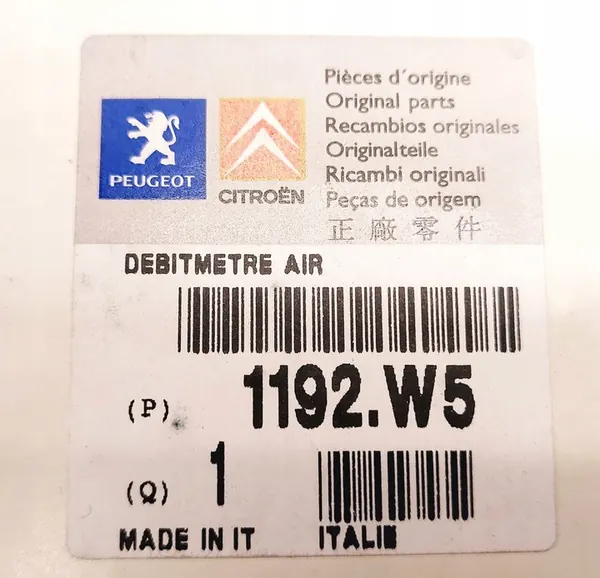 PEUGEOT
CITROËN
Pièces d'origine
Original parts
Recambios originales
Originalteile
Ricambi originali
Peças de origem
正廠零件
DEBITMETRE AIR
(P) 1192.W5
(Q) 1
MADE IN IT ITALIE